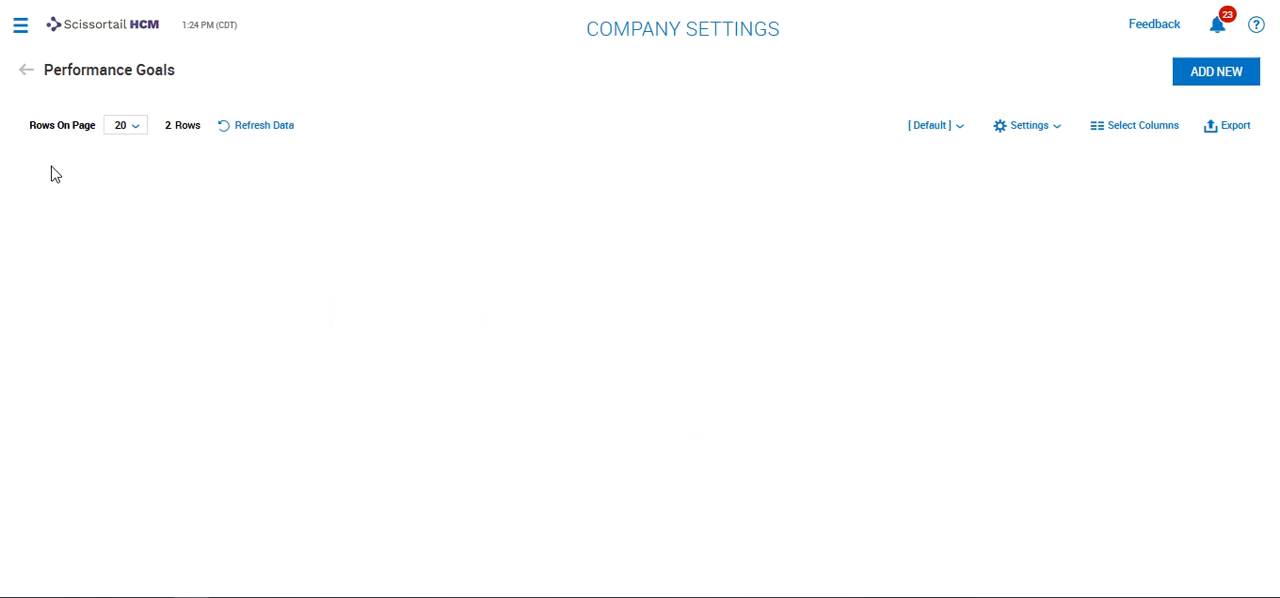 Scissortail HCM 1:24 PM (CDT) COMPANY SETTINGS Feedback 23 ?
Performance Goals ADD NEW
Rows On Page 20 2 Rows Refresh Data [ Default ] Settings Select Columns Export